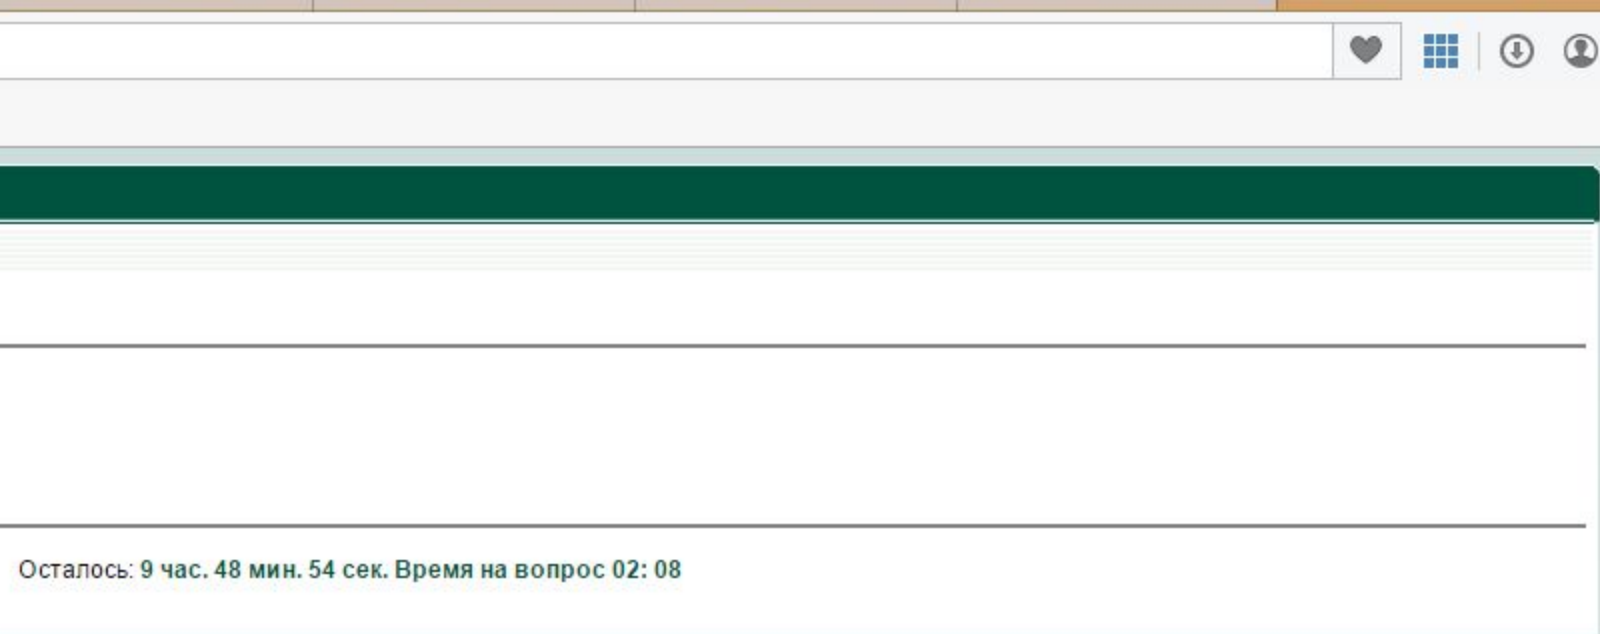 Осталось: 9 час. 48 мин. 54 сек. Время на вопрос 02: 08